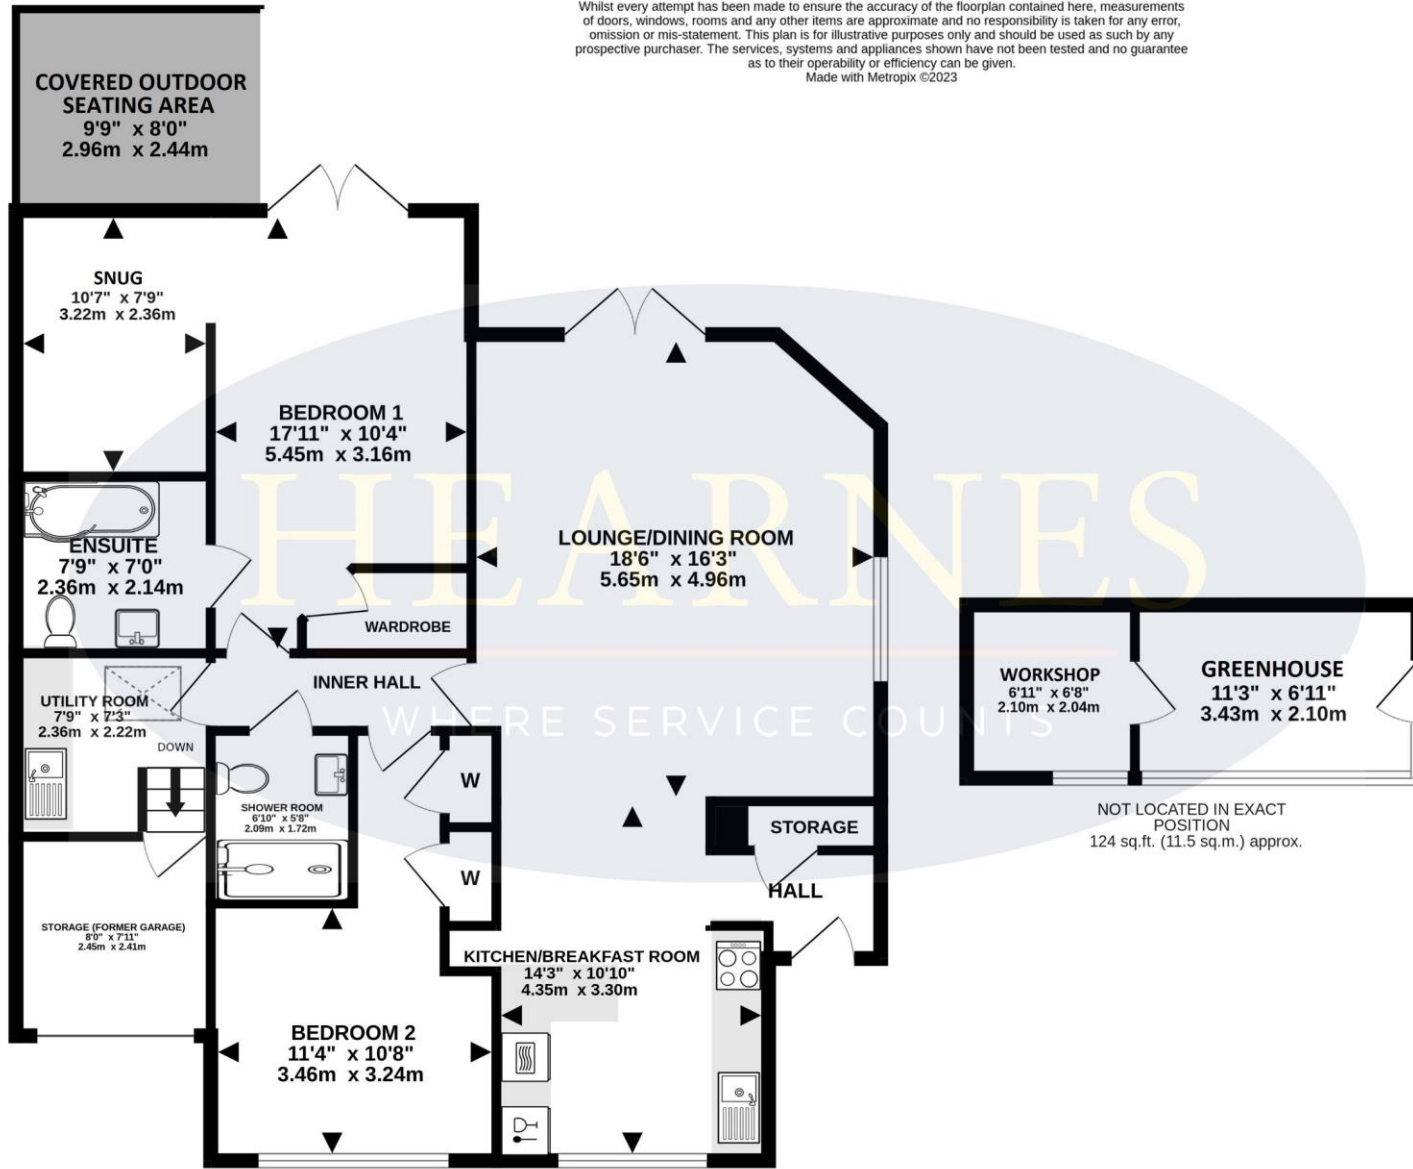 Whilst every attempt has been made to ensure the accuracy of the floorplan contained here, measurements
of doors, windows, rooms and any other items are approximate and no responsibility is taken for any error,
omission or mis-statement. This plan is for illustrative purposes only and should be used as such by any
prospective purchaser. The services, systems and appliances shown have not been tested and no guarantee
as to their operability or efficiency can be given.
Made with Metropix ©2023
COVERED OUTDOOR
SEATING AREA
9'9" x 8'0"
2.96m x 2.44m
SNUG
10'7" x 7'9"
3.22m x 2.36m
BEDROOM 1
17'11" x 10'4"
5.45m x 3.16m
HEARNES
LOUNGE/DINING ROOM
18'6" x 16'3"
5.65m x 4.96m
ENSUITE
7'9" x 7'0"
2.36m x 2.14m
WARDROBE
INNER HALL
WHERE SERVICE COUNTS
UTILITY ROOM
7'9" x 7'3"
2.36m x 2.22m
DOWN
WORKSHOP
6'11" x 6'8"
2.10m x 2.04m
GREENHOUSE
11'3" x 6'11"
3.43m x 2.10m
NOT LOCATED IN EXACT
POSITION
124 sq.ft. (11.5 sq.m.) approx.
W
SHOWER ROOM
6'10" x 5'8"
2.09m x 1.72m
W
STORAGE
HALL
STORAGE (FORMER GARAGE)
8'0" x 7'11"
2.45m x 2.41m
KITCHEN/BREAKFAST ROOM
14'3" x 10'10"
4.35m x 3.30m
BEDROOM 2
11'4" x 10'8"
3.46m x 3.24m